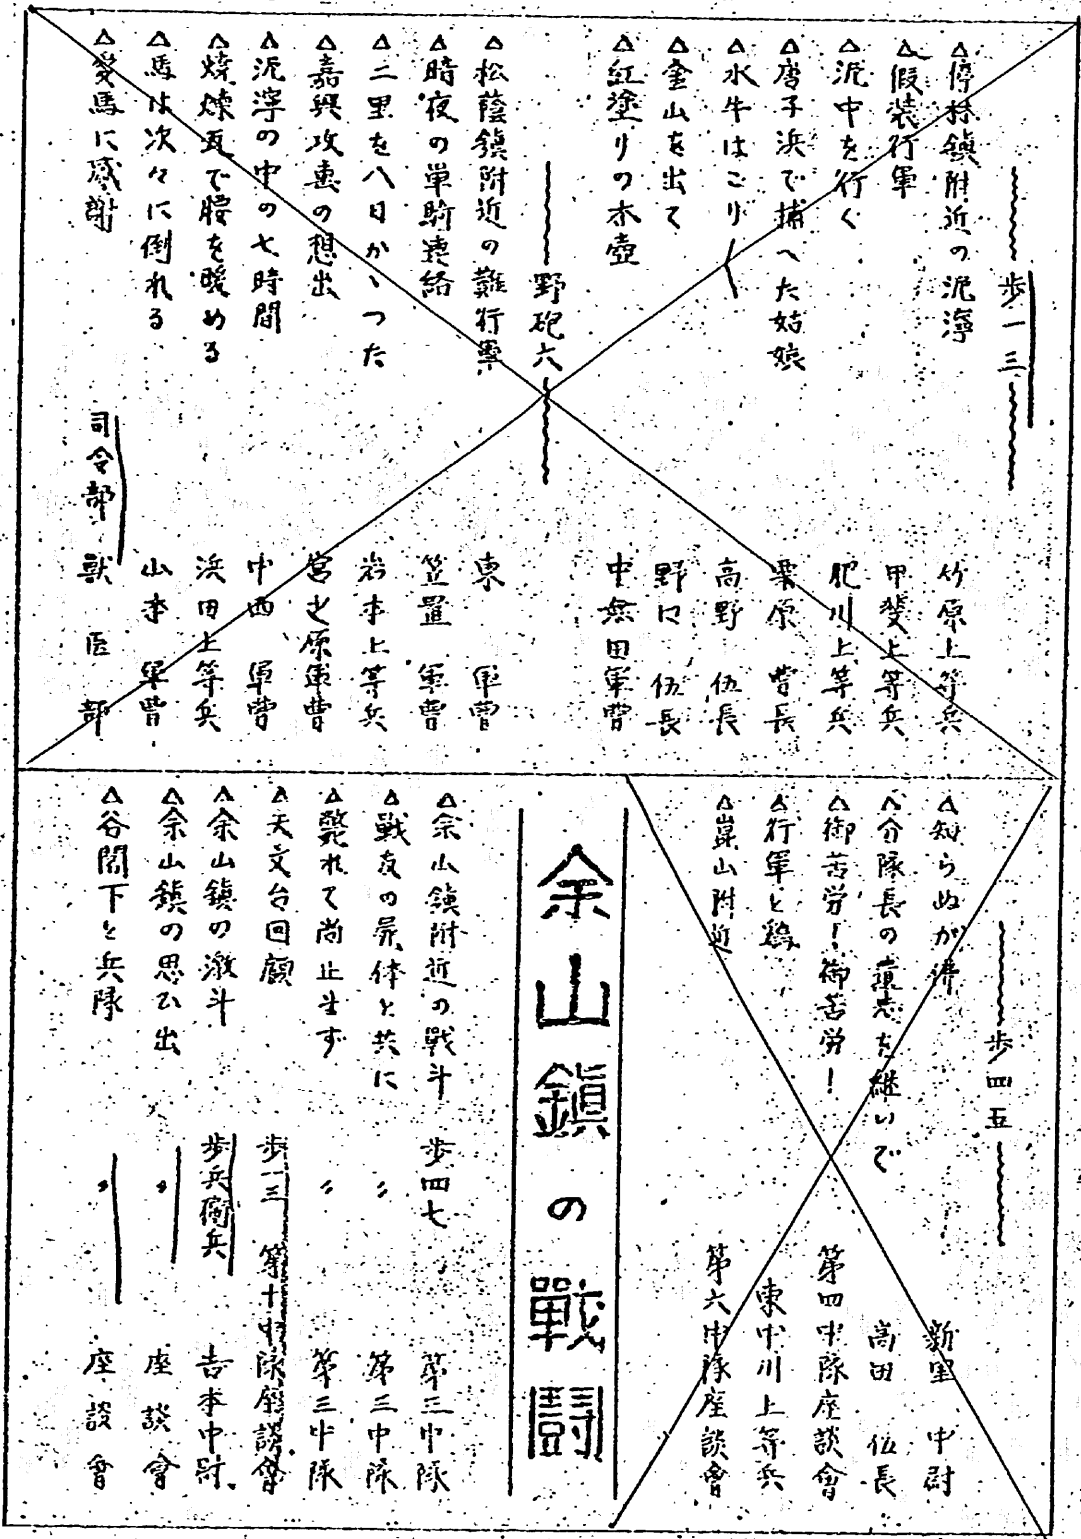 歩一三
△停林鎮附近の泥濘 竹原上等兵
△假装行軍 甲斐上等兵
△泥中を行く 肥川上等兵
△唐子浜で捕へた姑娘 栗原曹長
△水牛はこりく 高野伍長
△金山を出て 野口伍長
△紅塗りの木壺 中無田軍曹
野砲六
△松蔭鎮附近の難行軍 東軍曹
△暗夜の単騎連絡 笠置軍曹
△二里を八日かゝつた 岩本上等兵
△嘉興攻撃の想出 宮之原軍曹
△泥濘の中の七時間 中西軍曹
△焼煉瓦で腰を暖める 浜田上等兵
△馬は次々に倒れる 山本軍曹
△愛馬に感謝 司令部 獣医部
歩四五
△知らぬが佛 新里中尉
△分隊長の遺志を継いで 高田伍長
△御苦労!御苦労! 第四中隊座談會
△行軍と鶏 東中川上等兵
△崑山附近 第六中隊座談會
佘山鎮の戰鬪
△佘山鎮附近の戰斗 歩四七 第三中隊
△戦友の屍体と共に 〃 第三中隊
△斃れて尚止まず 〃 第三中隊
△天文台回顧 歩一三 第十中隊座談會
△佘山鎮の激斗 歩兵衛兵 吉本中尉
△佘山鎮の思ひ出 〃 座談會
△谷閣下と兵隊 〃 座談會